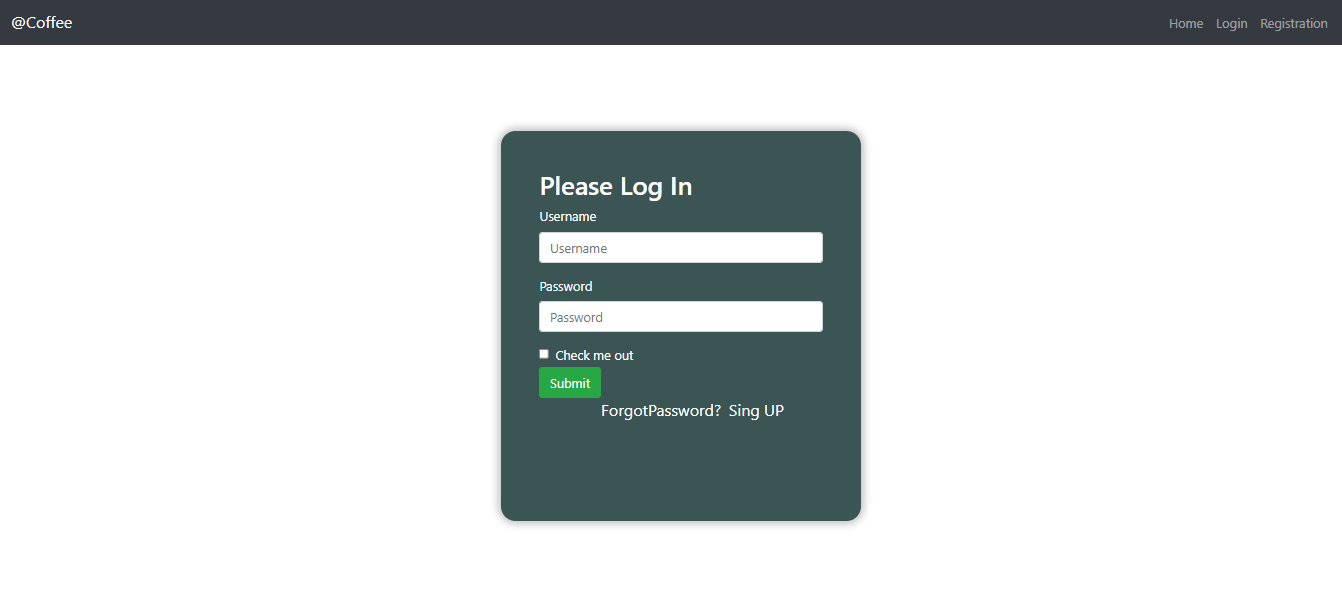 @Coffee Home Login Registration
Please Log In
Username
Username
Password
Password
Check me out
Submit
ForgotPassword? Sing UP